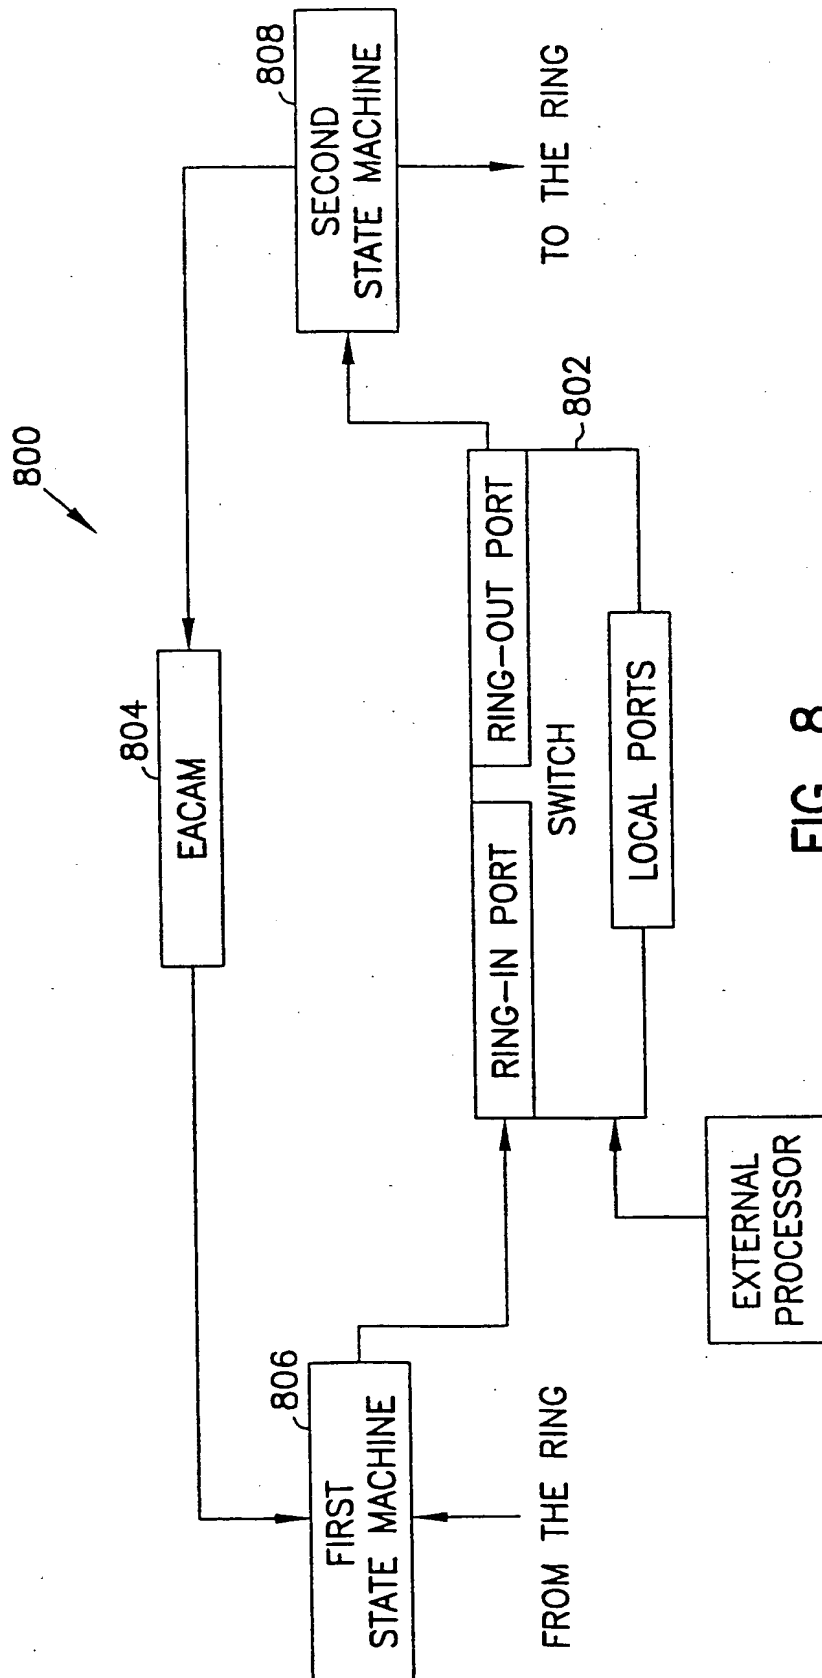 800
804
EACAM
806
FIRST
STATE MACHINE
808
SECOND
STATE MACHINE
RING-IN PORT
RING-OUT PORT
802
SWITCH
LOCAL PORTS
FROM THE RING
TO THE RING
EXTERNAL
PROCESSOR
FIG. 8